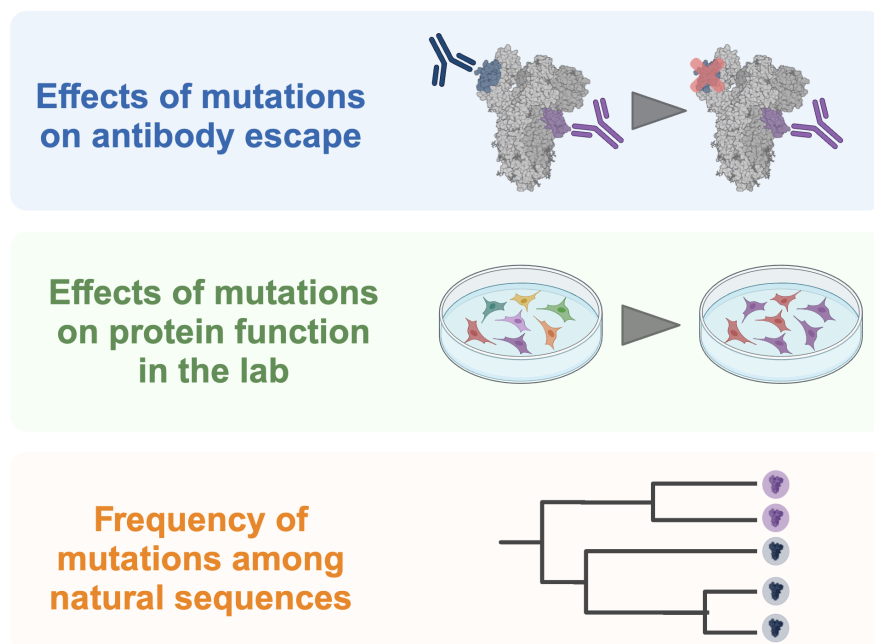 Effects of mutations
on antibody escape
Effects of mutations
on protein function
in the lab
Frequency of
mutations among
natural sequences